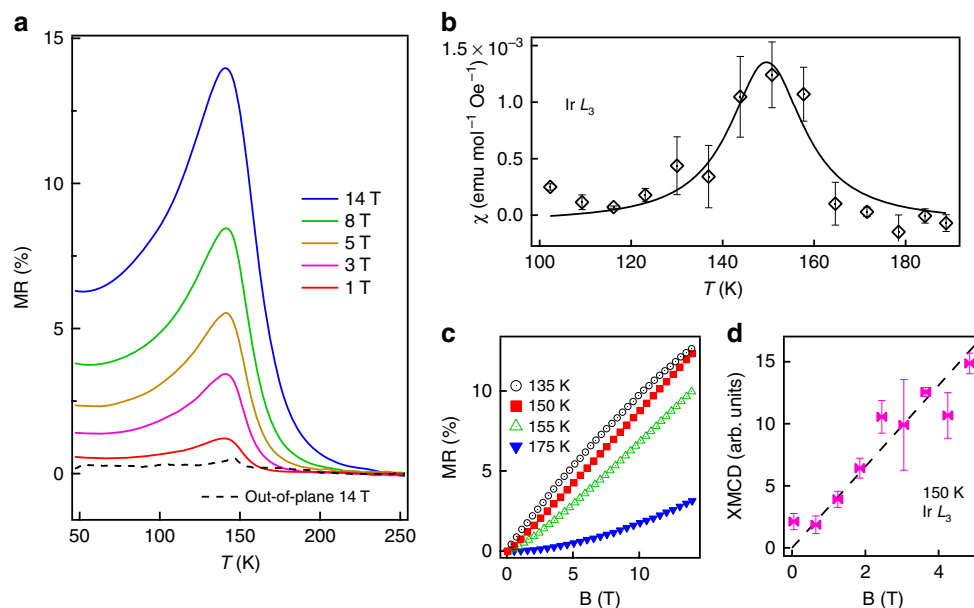 a
15
10
5
0
MR (%)
14 T
8 T
5 T
3 T
1 T
Out-of-plane 14 T
50 100 150 200 250
T (K)
b
1.5 × 10⁻³
1.0
0.5
0.0
χ (emu mol⁻¹ Oe⁻¹)
Ir L₃
100 120 140 160 180
T (K)
c
10
5
0
MR (%)
135 K
150 K
155 K
175 K
0 5 10
B (T)
d
15
10
5
0
XMCD (arb. units)
150 K
Ir L₃
0 2 4
B (T)